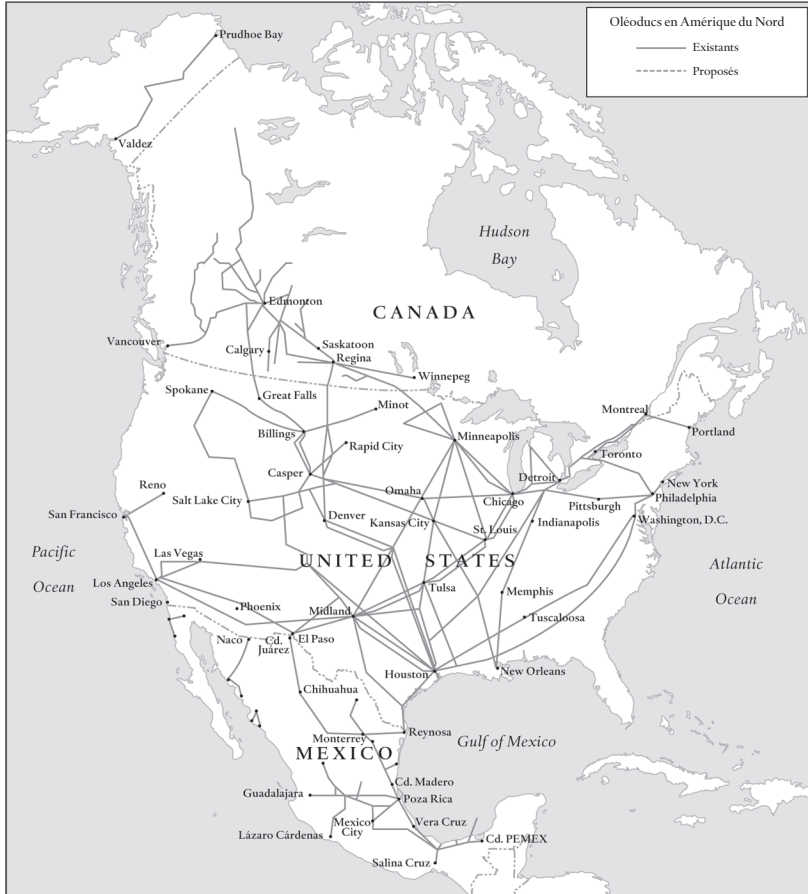 Oléoducs en Amérique du Nord
Existants
Proposés
Prudhoe Bay
Valdez
Hudson
Bay
Edmonton
CANADA
Vancouver
Calgary
Saskatoon
Regina
Winnepeg
Spokane
Great Falls
Minot
Montreal
Billings
Minneapolis
Portland
Rapid City
Toronto
Casper
Detroit
Reno
Salt Lake City
Omaha
Chicago
New York
Pittsburgh
Philadelphia
San Francisco
Denver
Kansas City
St. Louis
Indianapolis
Washington, D.C.
Pacific
Ocean
Las Vegas
UNITED STATES
Atlantic
Ocean
Los Angeles
Tulsa
Memphis
San Diego
Phoenix
Midland
Tuscaloosa
Naco
Cd.
Juárez
El Paso
Houston
New Orleans
Chihuahua
Reynosa
Monterrey
Gulf of Mexico
MEXICO
Cd. Madero
Guadalajara
Poza Rica
Mexico
City
Vera Cruz
Lázaro Cárdenas
Cd. PEMEX
Salina Cruz